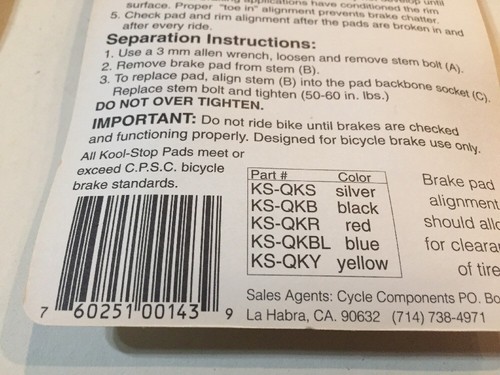 applications have conditioned the rim
surface. Proper "toe in" alignment prevents brake chatter.
5. Check pad and rim alignment after the pads are broken in and
after every ride.
Separation Instructions:
1. Use a 3 mm allen wrench, loosen and remove stem bolt (A).
2. Remove brake pad from stem (B).
3. To replace pad, align stem (B) into the pad backbone socket (C).
Replace stem bolt and tighten (50-60 in. lbs.)
DO NOT OVER TIGHTEN.
IMPORTANT: Do not ride bike until brakes are checked
and functioning properly. Designed for bicycle brake use only.
All Kool-Stop Pads meet or
exceed C.P.S.C. bicycle
brake standards.
Part # Color
KS-QKS silver
KS-QKB black
KS-QKR red
KS-QKBL blue
KS-QKY yellow
Brake pad
alignment
should allo
for cleara
of tire
7 60251 00143 9
Sales Agents: Cycle Components PO. Bo
La Habra, CA. 90632 (714) 738-4971